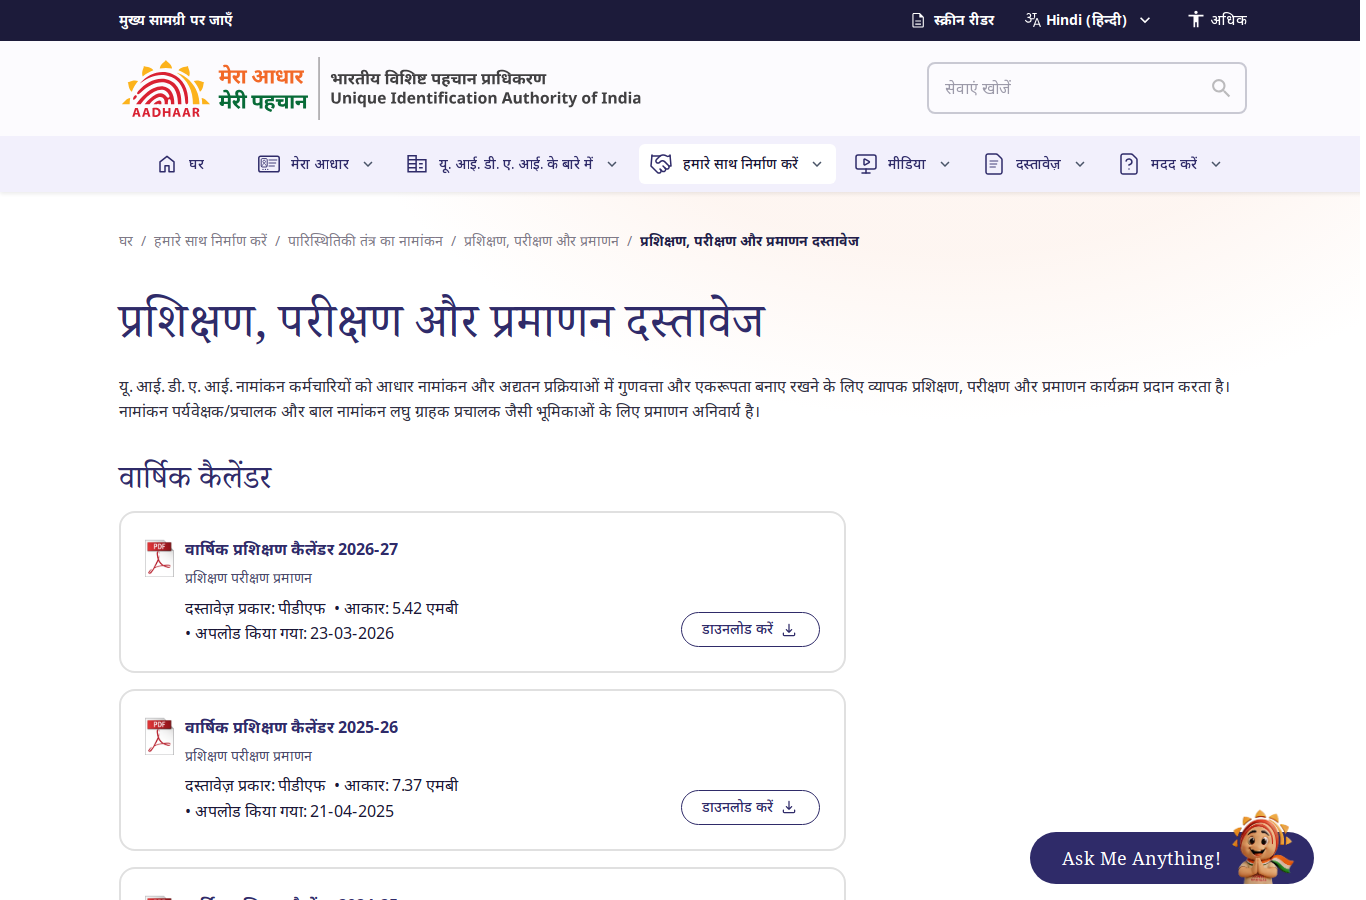 मुख्य सामग्री पर जाएँ
स्क्रीन रीडर
Hindi (हिन्दी)
अधिक
मेरा आधार
मेरी पहचान
AADHAAR
भारतीय विशिष्ट पहचान प्राधिकरण
Unique Identification Authority of India
सेवाएं खोजें
घर
मेरा आधार
यू. आई. डी. ए. आई. के बारे में
हमारे साथ निर्माण करें
मीडिया
दस्तावेज़
मदद करें
घर / हमारे साथ निर्माण करें / पारिस्थितिकी तंत्र का नामांकन / प्रशिक्षण, परीक्षण और प्रमाणन / प्रशिक्षण, परीक्षण और प्रमाणन दस्तावेज
प्रशिक्षण, परीक्षण और प्रमाणन दस्तावेज
यू. आई. डी. ए. आई. नामांकन कर्मचारियों को आधार नामांकन और अद्यतन प्रक्रियाओं में गुणवत्ता और एकरूपता बनाए रखने के लिए व्यापक प्रशिक्षण, परीक्षण और प्रमाणन कार्यक्रम प्रदान करता है।
नामांकन पर्यवेक्षक/प्रचालक और बाल नामांकन लघु ग्राहक प्रचालक जैसी भूमिकाओं के लिए प्रमाणन अनिवार्य है।
वार्षिक कैलेंडर
PDF
वार्षिक प्रशिक्षण कैलेंडर 2026-27
प्रशिक्षण परीक्षण प्रमाणन
दस्तावेज़ प्रकार: पीडीएफ • आकार: 5.42 एमबी
• अपलोड किया गया: 23-03-2026
डाउनलोड करें
PDF
वार्षिक प्रशिक्षण कैलेंडर 2025-26
प्रशिक्षण परीक्षण प्रमाणन
दस्तावेज़ प्रकार: पीडीएफ • आकार: 7.37 एमबी
• अपलोड किया गया: 21-04-2025
डाउनलोड करें
Ask Me Anything!